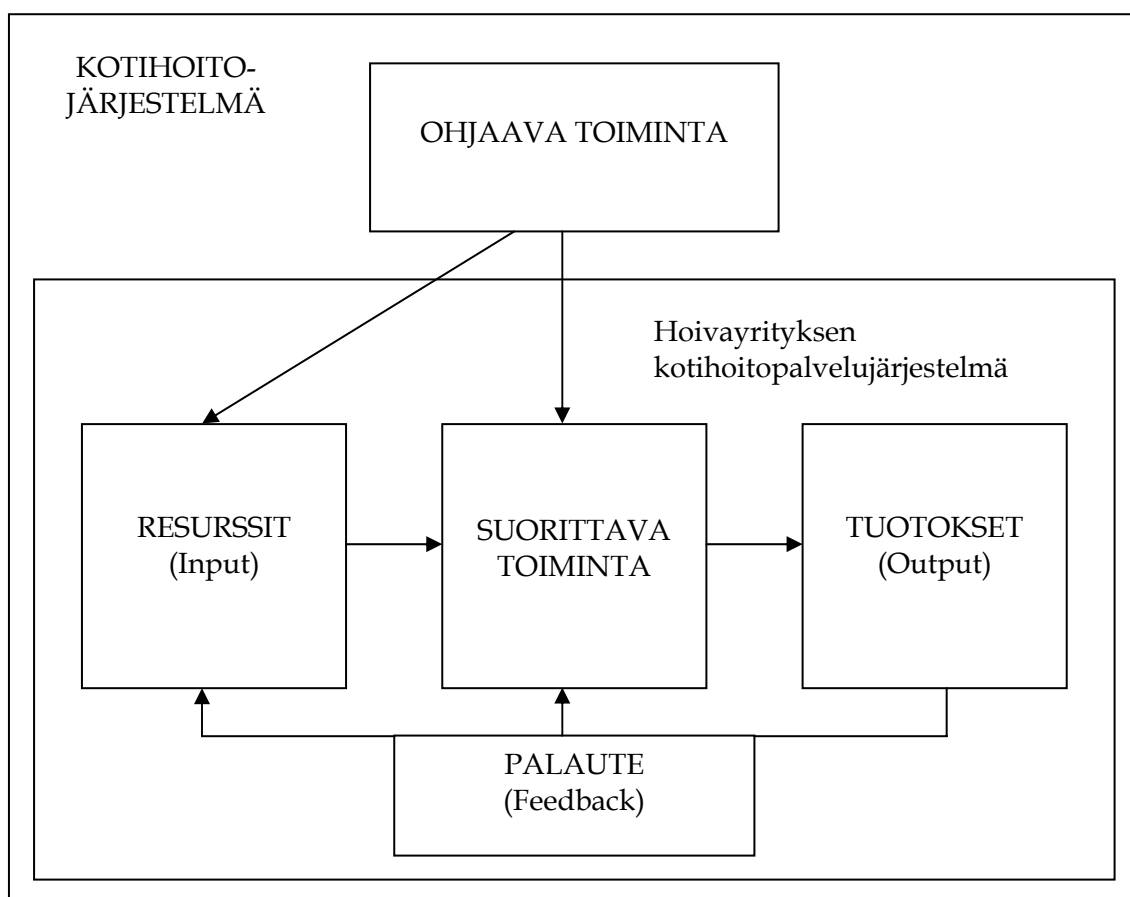 KOTIHOITO-
JÄRJESTELMÄ
OHJAAVA TOIMINTA
Hoivayrityksen
kotihoitopalvelujärjestelmä
RESURSSIT
(Input)
SUORITTAVA
TOIMINTA
TUOTOKSET
(Output)
PALAUTE
(Feedback)